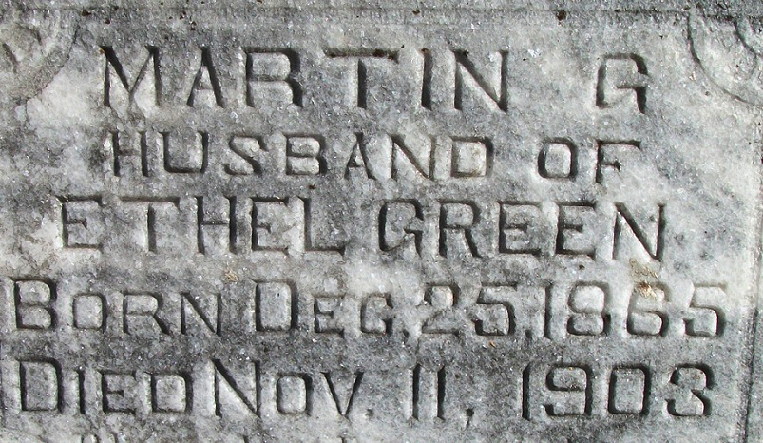 MARTIN G
HUSBAND OF
ETHEL GREEN
BORN DEC. 25, 1865
DIED NOV. 11, 1903